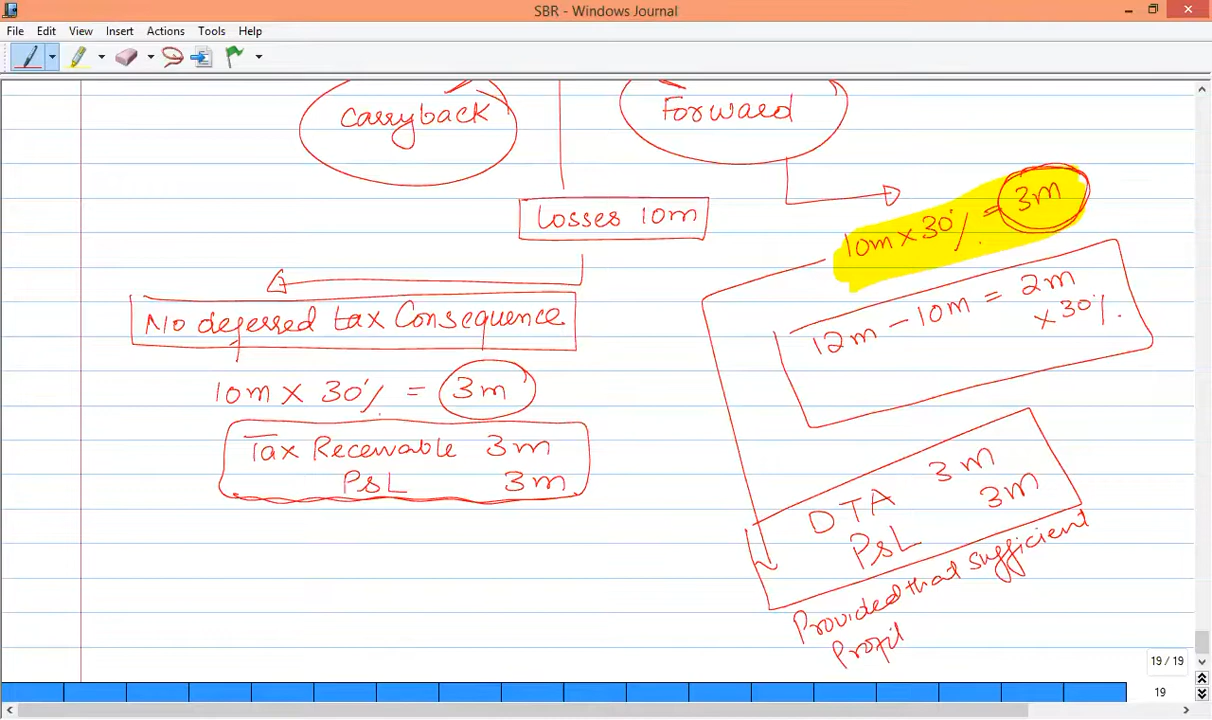 SBR - Windows Journal
File Edit View Insert Actions Tools Help
Carryback
Forward
Losses 10m
10m x 30% = 3m
No deferred tax Consequence
12m - 10m = 2m
x 30%.
10m x 30% = 3m
Tax Receivable 3m
P&L 3m
DTA 3m
P&L 3m
Provided that sufficient
Profi
19 / 19
19